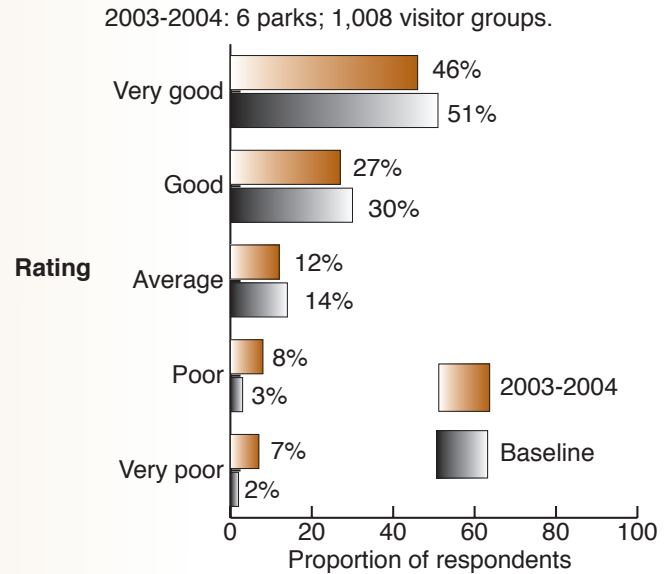 2003-2004: 6 parks; 1,008 visitor groups.
Very good
46%
51%
Good
27%
30%
Rating
Average
12%
14%
Poor
8%
3%
Very poor
7%
2%
2003-2004
Baseline
0 20 40 60 80 100
Proportion of respondents